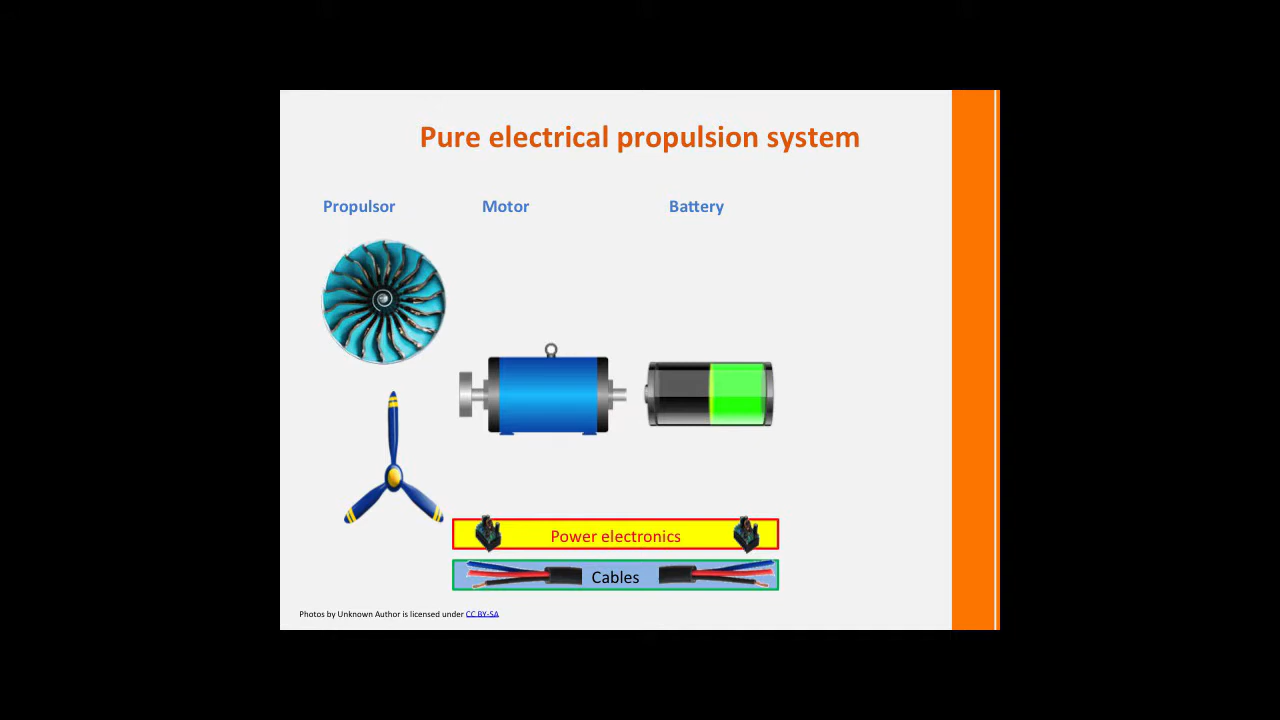 Pure electrical propulsion system
Propulsor
Motor
Battery
Power electronics
Cables
Photos by Unknown Author is licensed under CC BY-SA